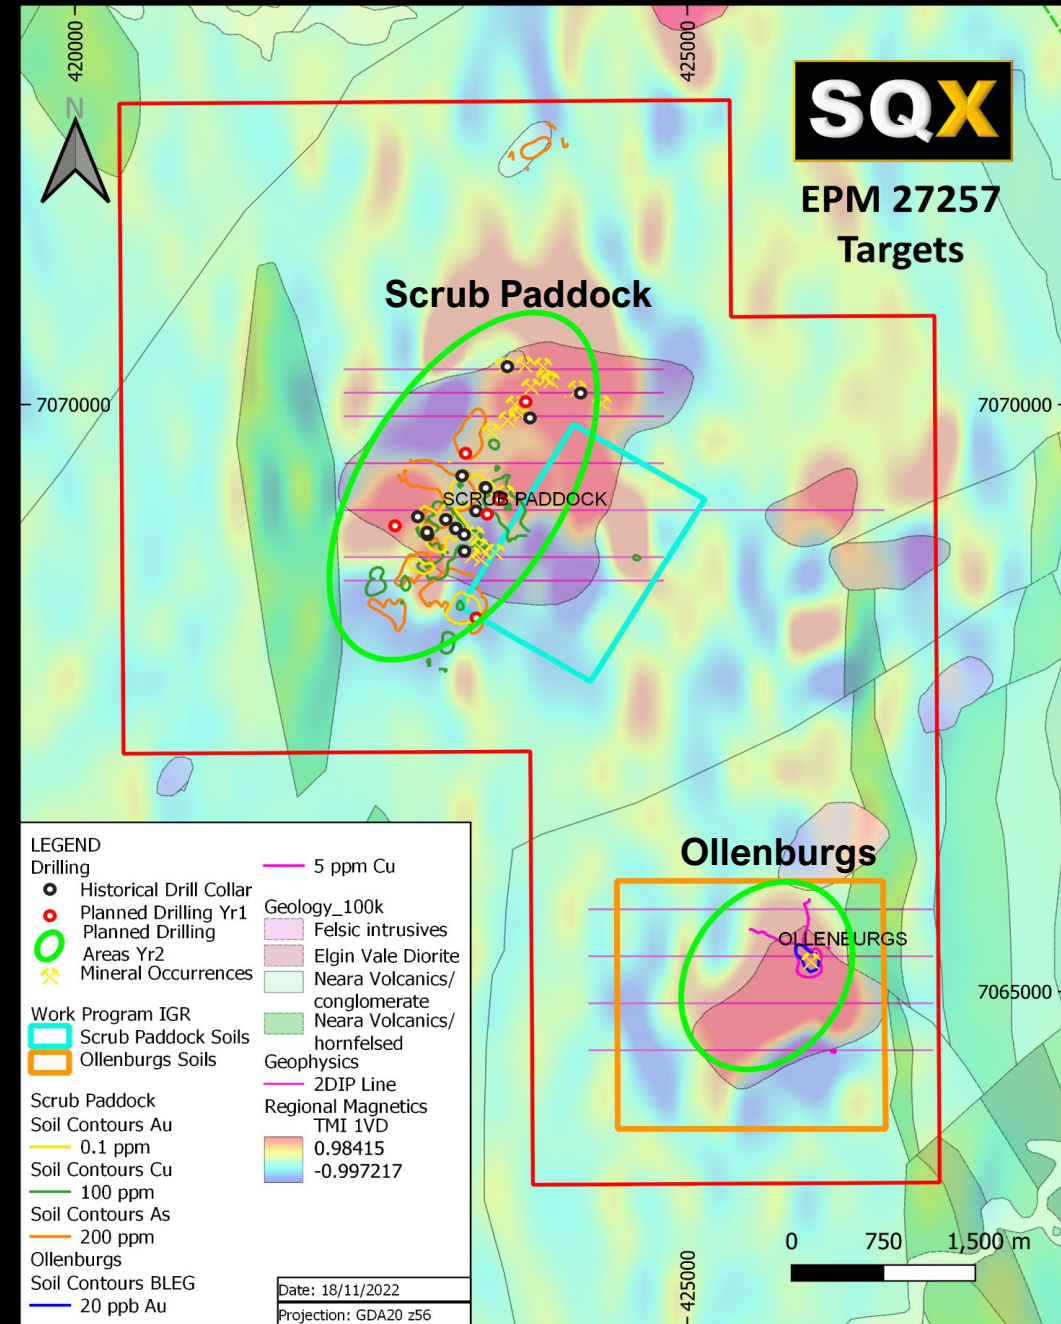 420000
425000
N
SQX
EPM 27257
Targets
Scrub Paddock
7070000
7070000
SCRUB PADDOCK
Ollenburgs
OLLENEURGS
7065000
LEGEND
Drilling
Historical Drill Collar
Planned Drilling Yr1
Planned Drilling
Areas Yr2
Mineral Occurrences
Work Program IGR
Scrub Paddock Soils
Ollenburgs Soils
Scrub Paddock
Soil Contours Au
0.1 ppm
Soil Contours Cu
100 ppm
Soil Contours As
200 ppm
Ollenburgs
Soil Contours BLEG
20 ppb Au
5 ppm Cu
Geology_100k
Felsic intrusives
Elgin Vale Diorite
Neara Volcanics/
conglomerate
Neara Volcanics/
hornfelsed
Geophysics
2DIP Line
Regional Magnetics
TMI 1VD
0.98415
-0.997217
Date: 18/11/2022
Projection: GDA20 z56
425000
0 750 1,500 m